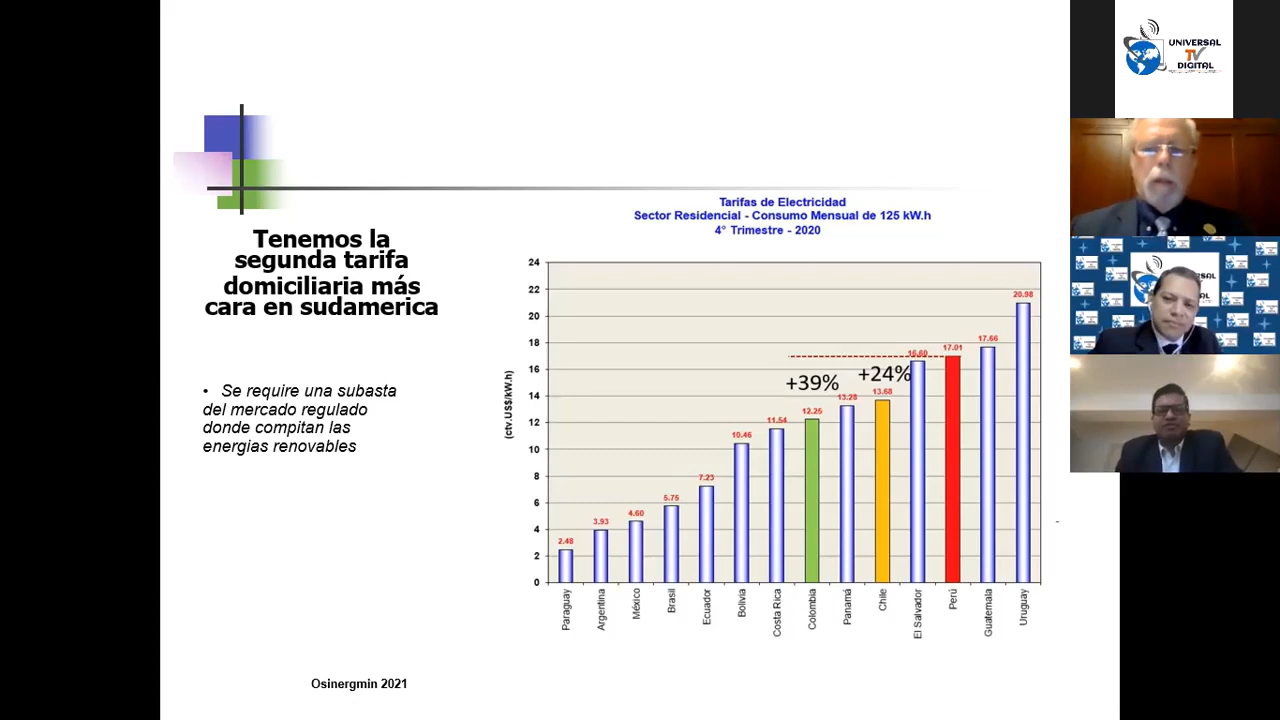 UNIVERSAL
TV
DIGITAL
Tenemos la
segunda tarifa
domiciliaria más
cara en sudamerica
• Se require una subasta
del mercado regulado
donde compitan las
energias renovables
Tarifas de Electricidad
Sector Residencial - Consumo Mensual de 125 kW.h
4° Trimestre - 2020
(ctv.US$/kW.h)
24
22
20
18
16
14
12
10
8
6
4
2
0
2.48
3.93
4.60
5.75
7.23
10.46
11.54
12.25
13.28
13.68
16.60
17.01
17.66
20.98
+39%
+24%
Paraguay
Argentina
México
Brasil
Ecuador
Bolivia
Costa Rica
Colombia
Panamá
Chile
El Salvador
Perú
Guatemala
Uruguay
Osinergmin 2021